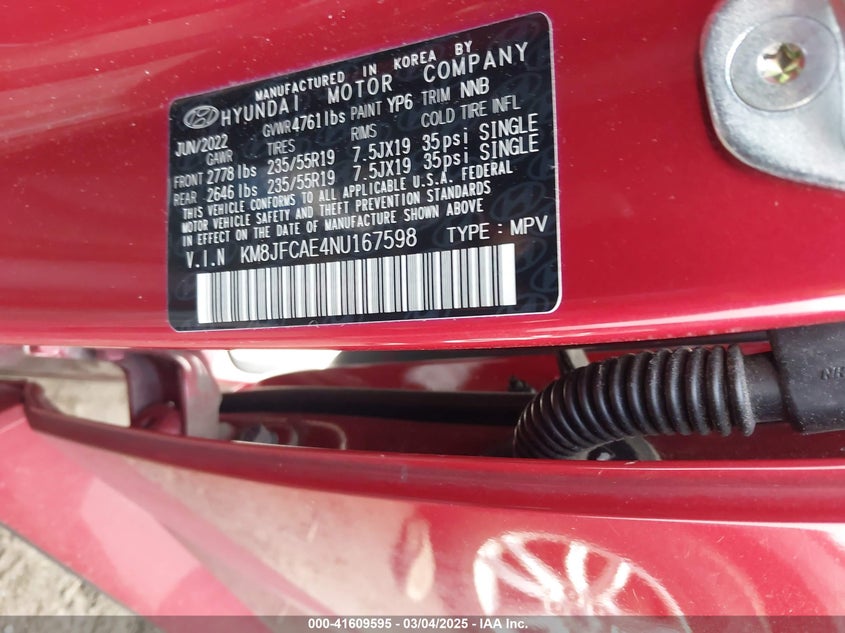 MANUFACTURED IN KOREA BY
HYUNDAI MOTOR COMPANY
JUN/2022 GVWR 4761 lbs PAINT YP6 TRIM NNB
GAWR TIRES RIMS COLD TIRE INFL
FRONT 2778 lbs 235/55R19 7.5JX19 35psi SINGLE
REAR 2646 lbs 235/55R19 7.5JX19 35psi SINGLE
THIS VEHICLE CONFORMS TO ALL APPLICABLE U.S.A. FEDERAL
MOTOR VEHICLE SAFETY AND THEFT PREVENTION STANDARDS
IN EFFECT ON THE DATE OF MANUFACTURE SHOWN ABOVE
V.I.N KM8JFCAE4NU167598 TYPE : MPV
000-41609595 - 03/04/2025 - IAA Inc.